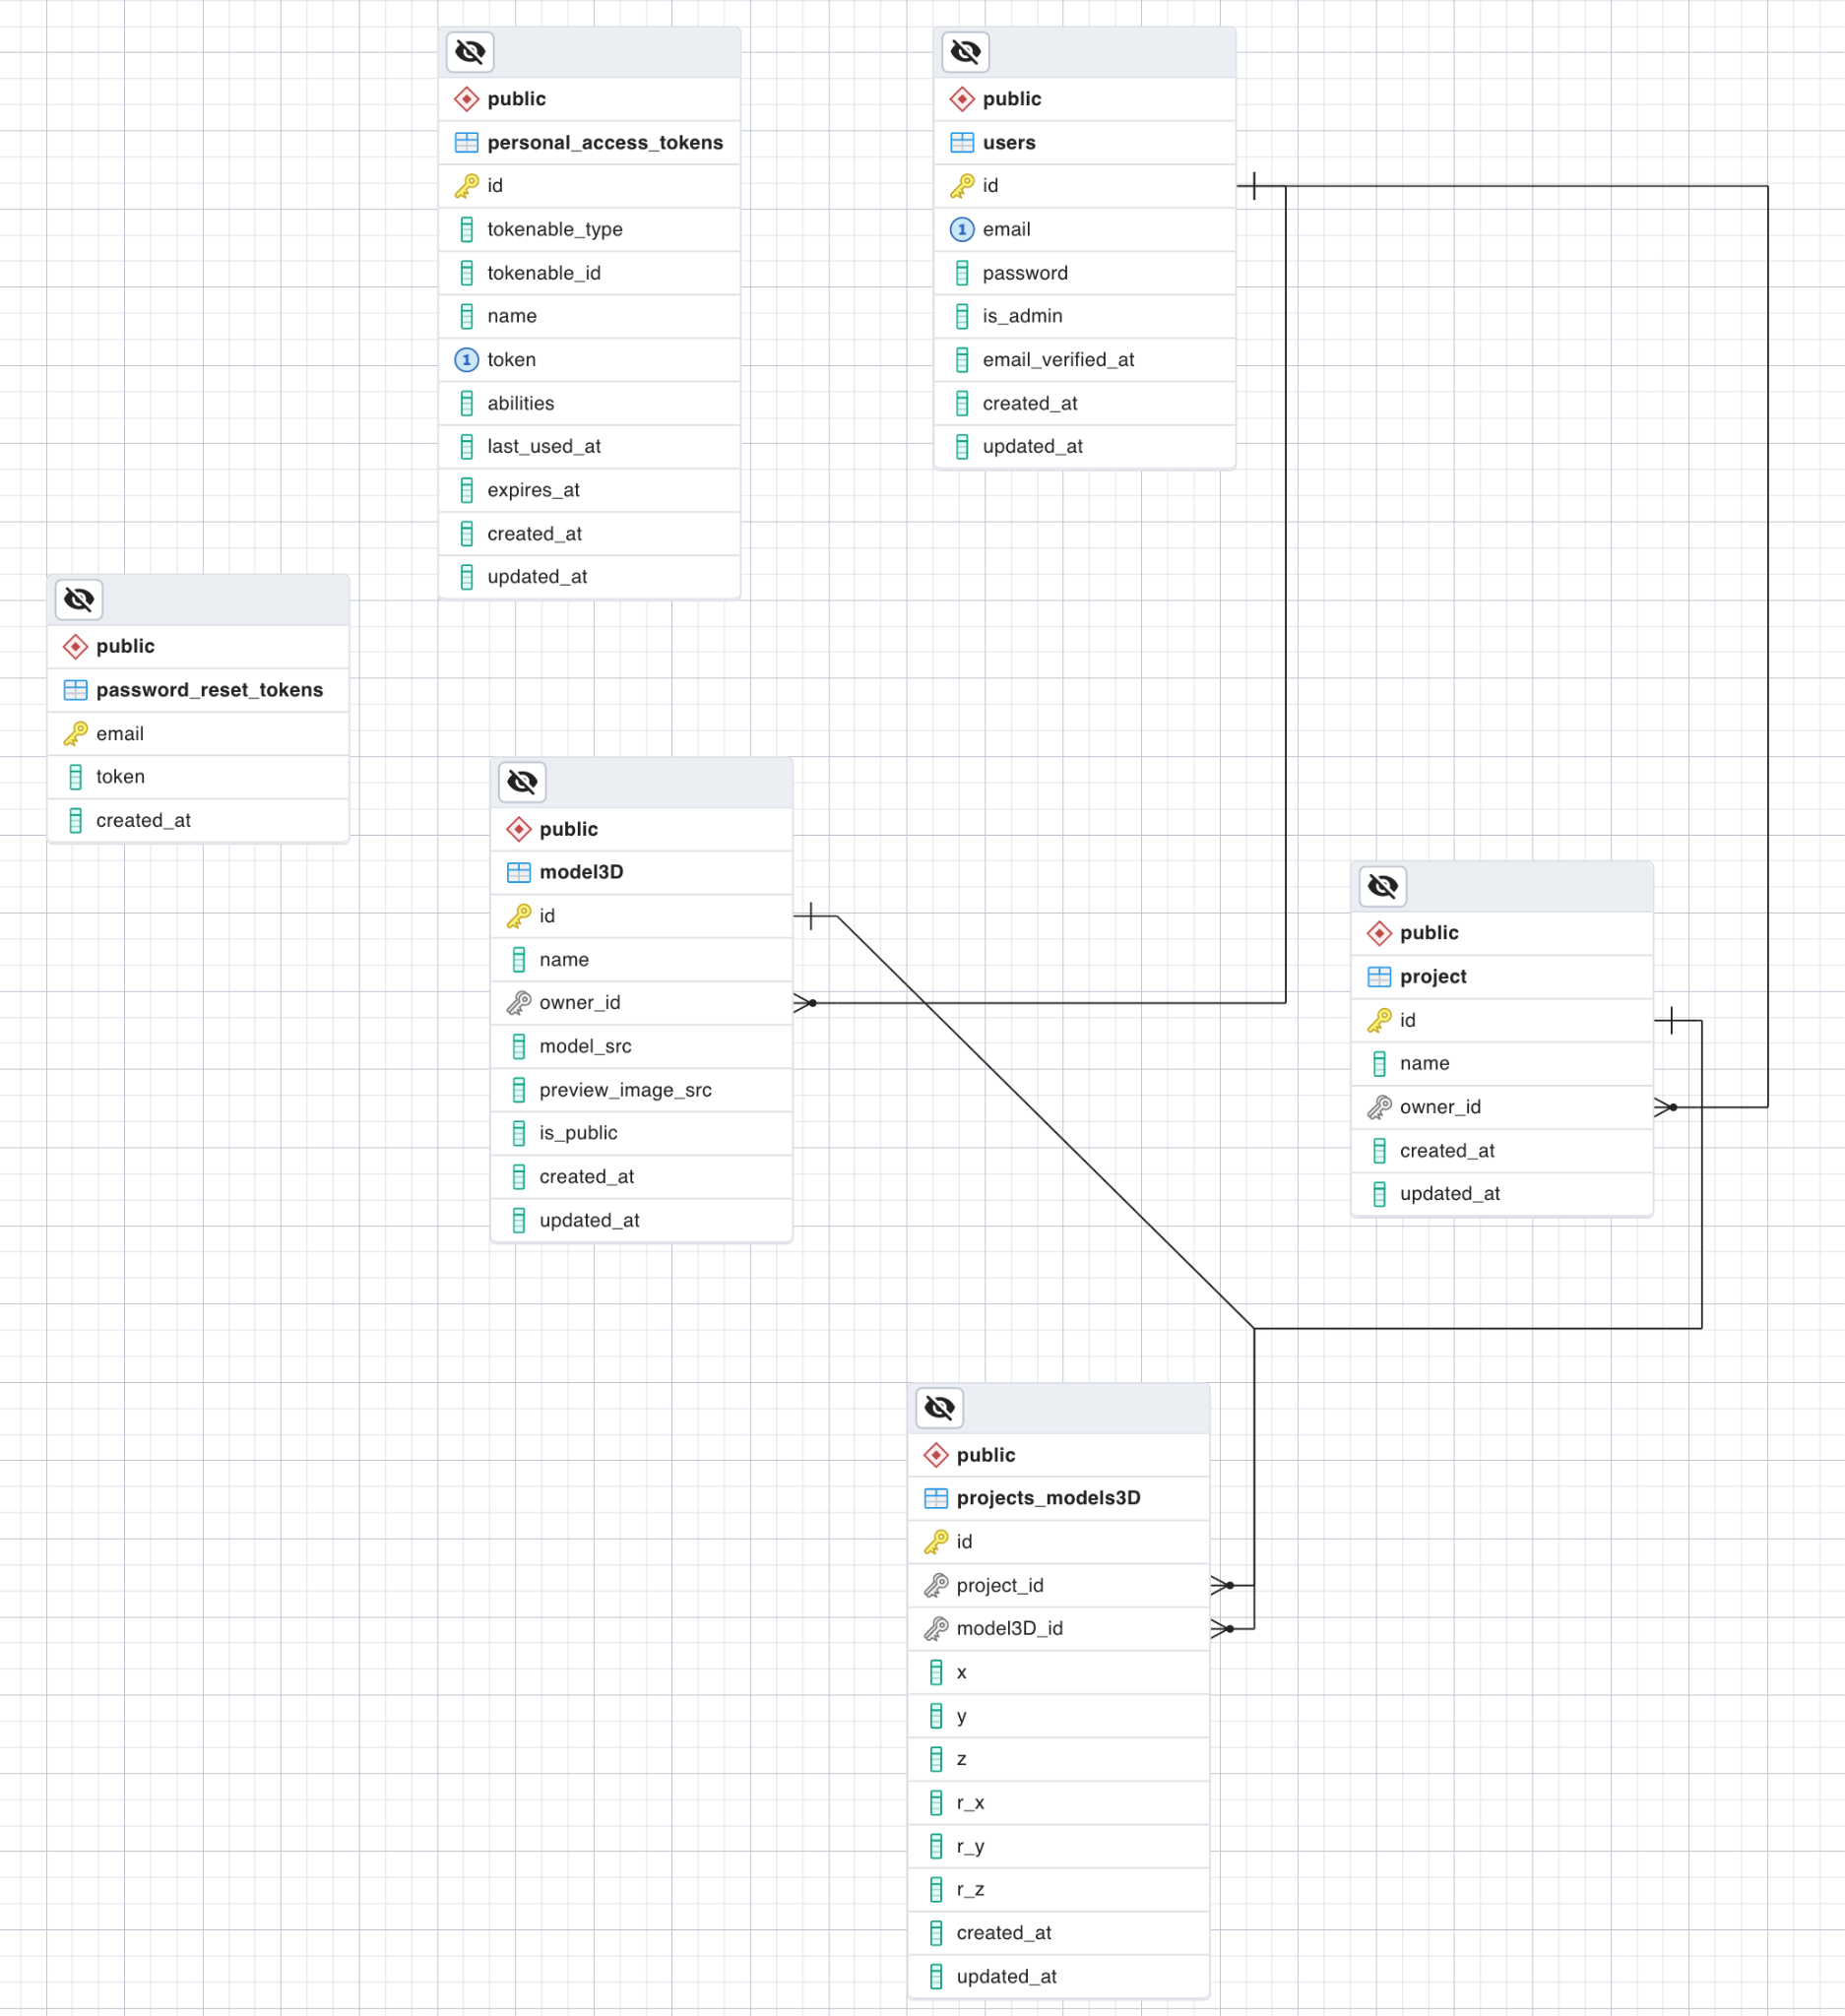 public
personal_access_tokens
id
tokenable_type
tokenable_id
name
1 token
abilities
last_used_at
expires_at
created_at
updated_at
public
users
id
1 email
password
is_admin
email_verified_at
created_at
updated_at
public
password_reset_tokens
email
token
created_at
public
model3D
id
name
owner_id
model_src
preview_image_src
is_public
created_at
updated_at
public
project
id
name
owner_id
created_at
updated_at
public
projects_models3D
id
project_id
model3D_id
x
y
z
r_x
r_y
r_z
created_at
updated_at